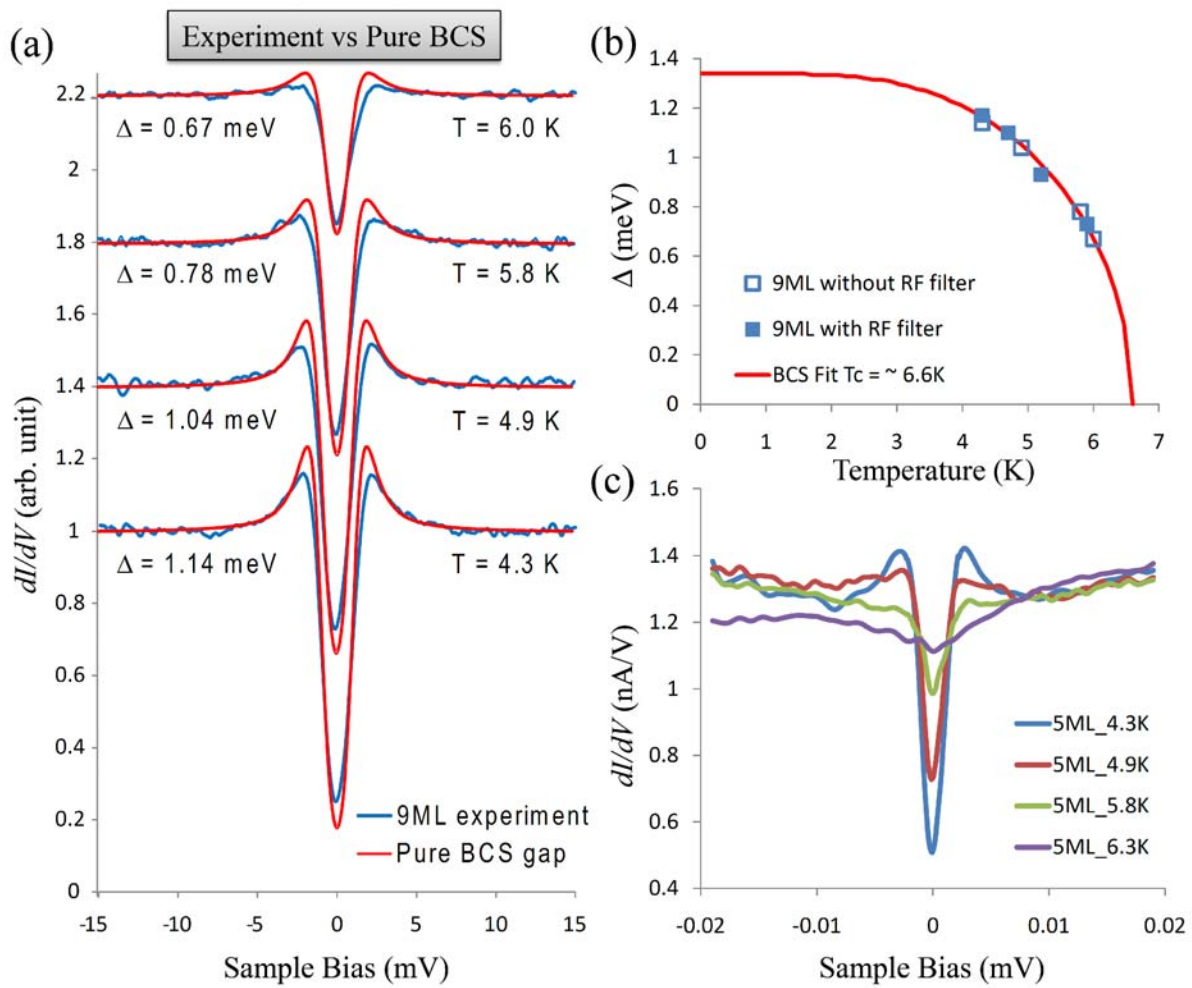 (a)
Experiment vs Pure BCS
2.2
Δ = 0.67 meV
T = 6.0 K
2
1.8
Δ = 0.78 meV
T = 5.8 K
1.6
1.4
Δ = 1.04 meV
T = 4.9 K
1.2
1
Δ = 1.14 meV
T = 4.3 K
0.8
0.6
0.4
0.2
0
dI/dV (arb. unit)
9ML experiment
Pure BCS gap
-15
-10
-5
0
5
10
15
Sample Bias (mV)
(b)
1.4
1.2
1
0.8
0.6
0.4
0.2
0
Δ (meV)
9ML without RF filter
9ML with RF filter
BCS Fit Tc = ~ 6.6K
0
1
2
3
4
5
6
7
Temperature (K)
(c)
1.6
1.4
1.2
1
0.8
0.6
0.4
dI/dV (nA/V)
5ML_4.3K
5ML_4.9K
5ML_5.8K
5ML_6.3K
-0.02
-0.01
0
0.01
0.02
Sample Bias (mV)